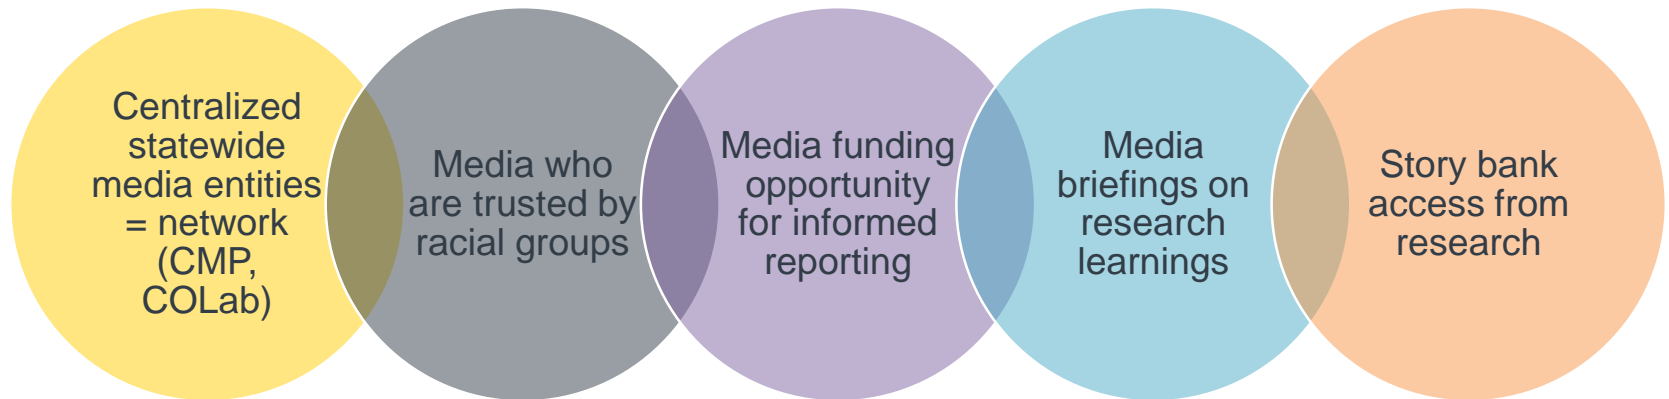 Centralized
statewide
media entities
= network
(CMP,
COLab)
Media who
are trusted by
racial groups
Media funding
opportunity
for informed
reporting
Media
briefings on
research
learnings
Story bank
access from
research